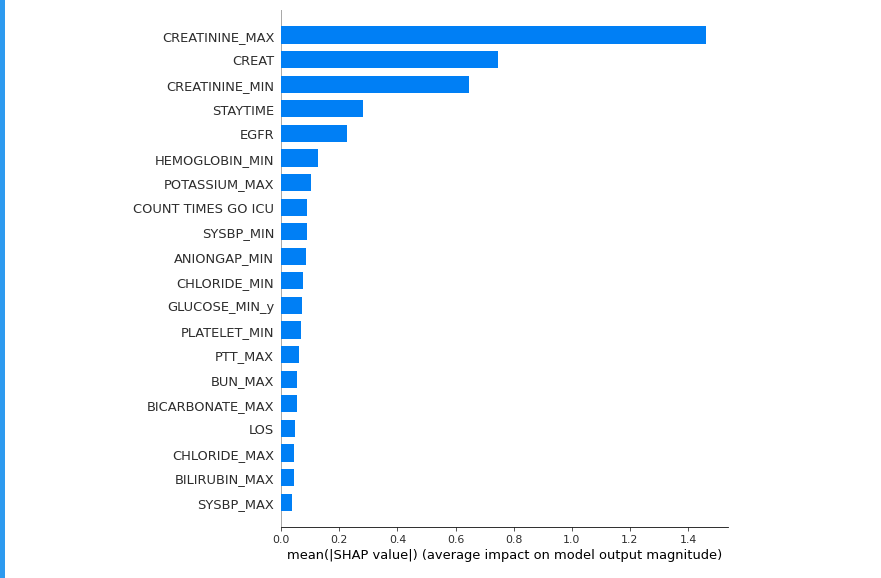 CREATININE_MAX
CREAT
CREATININE_MIN
STAYTIME
EGFR
HEMOGLOBIN_MIN
POTASSIUM_MAX
COUNT TIMES GO ICU
SYSBP_MIN
ANIONGAP_MIN
CHLORIDE_MIN
GLUCOSE_MIN_y
PLATELET_MIN
PTT_MAX
BUN_MAX
BICARBONATE_MAX
LOS
CHLORIDE_MAX
BILIRUBIN_MAX
SYSBP_MAX
0.0 0.2 0.4 0.6 0.8 1.0 1.2 1.4
mean(|SHAP value|) (average impact on model output magnitude)